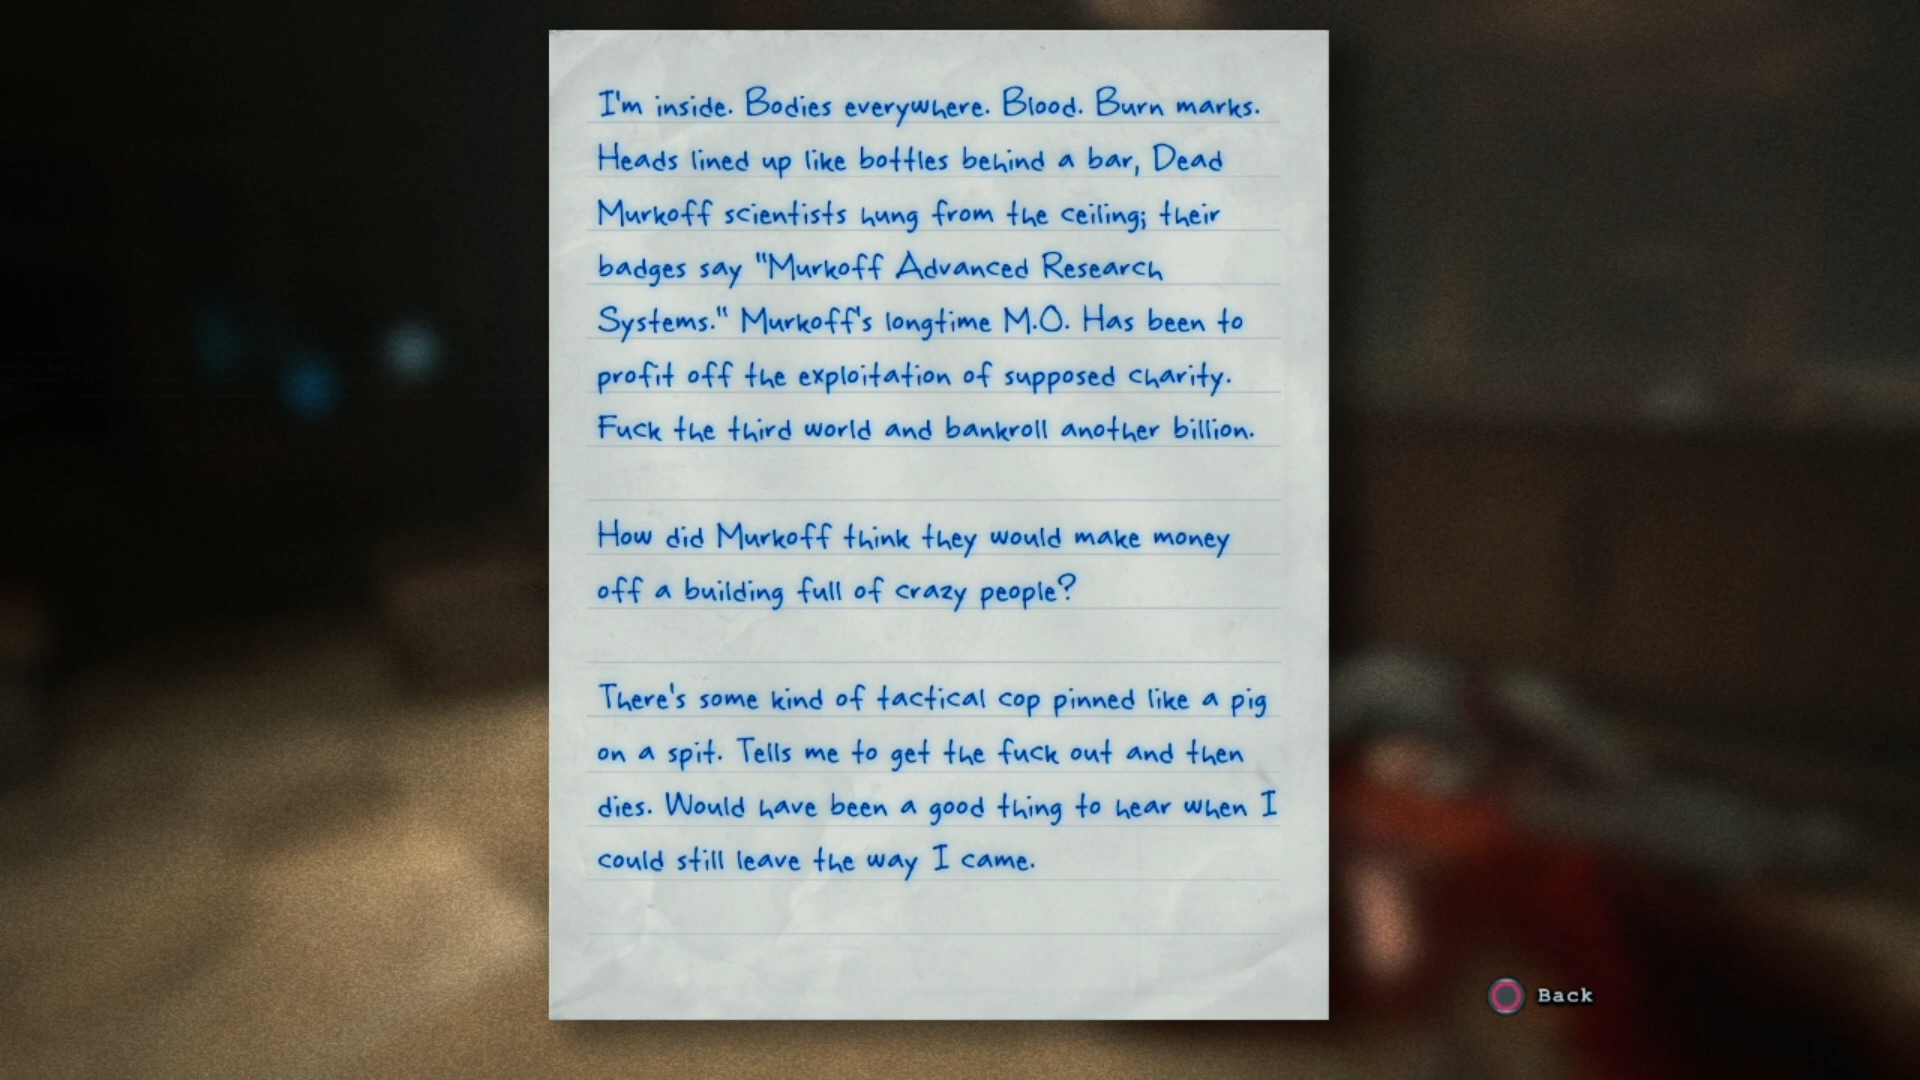 I'm inside. Bodies everywhere. Blood. Burn marks.
Heads lined up like bottles behind a bar, Dead
Murkoff scientists hung from the ceiling; their
badges say "Murkoff Advanced Research
Systems." Murkoff's longtime M.O. Has been to
profit off the exploitation of supposed charity.
Fuck the third world and bankroll another billion.
How did Murkoff think they would make money
off a building full of crazy people?
There's some kind of tactical cop pinned like a pig
on a spit. Tells me to get the fuck out and then
dies. Would have been a good thing to hear when I
could still leave the way I came.
Back